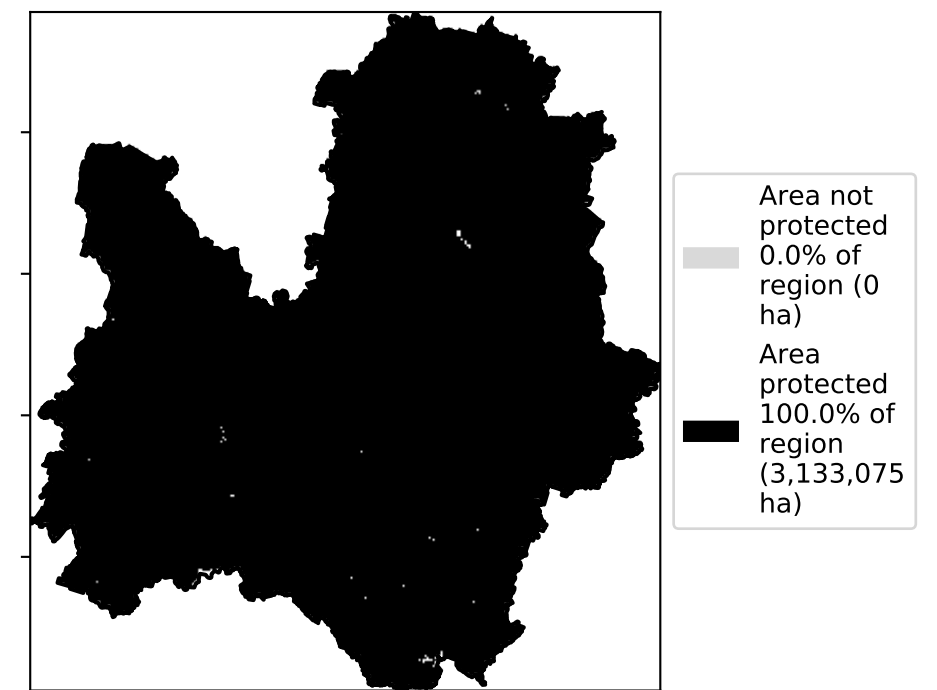 Area not
protected
0.0% of
region (0
ha)
Area
protected
100.0% of
region
(3,133,075
ha)